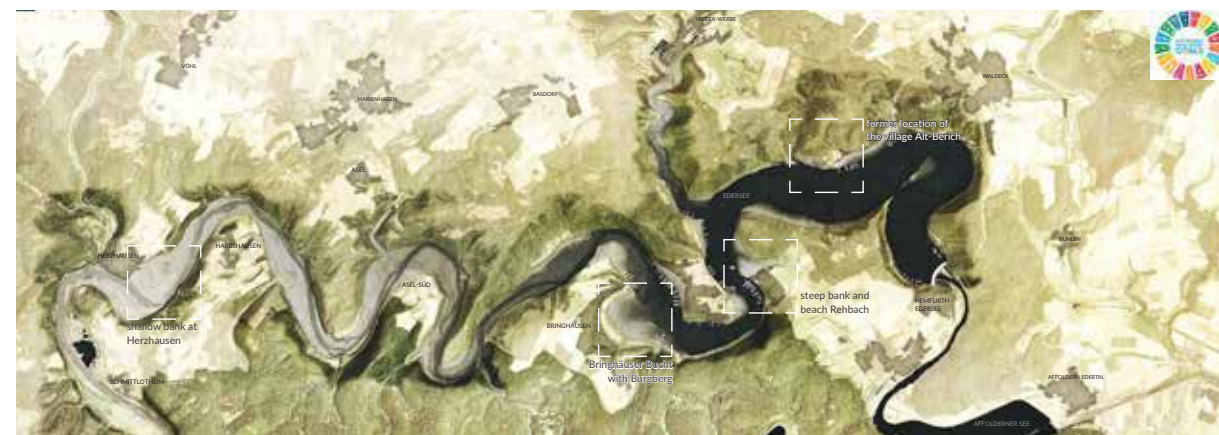 NIEDER-WERBE
VÖHL
WALDECK
MARIENHAGEN
BASDORF
former location of
the village Alt-Berich
ASEL
EDERSEE
BUHLEN
HARBSHAUSEN
HERZHAUSEN
ASEL-SÜD
steep bank and
beach Rehbach
HEMFURTH -
EDERSEE
shallow bank at
Herzhausen
BRINGHAUSEN
Bringhäuser Bucht
with Burgberg
SCHMITTLOTHEIM
AFFOLDERN EDERTAL
AFFOLDERNER SEE